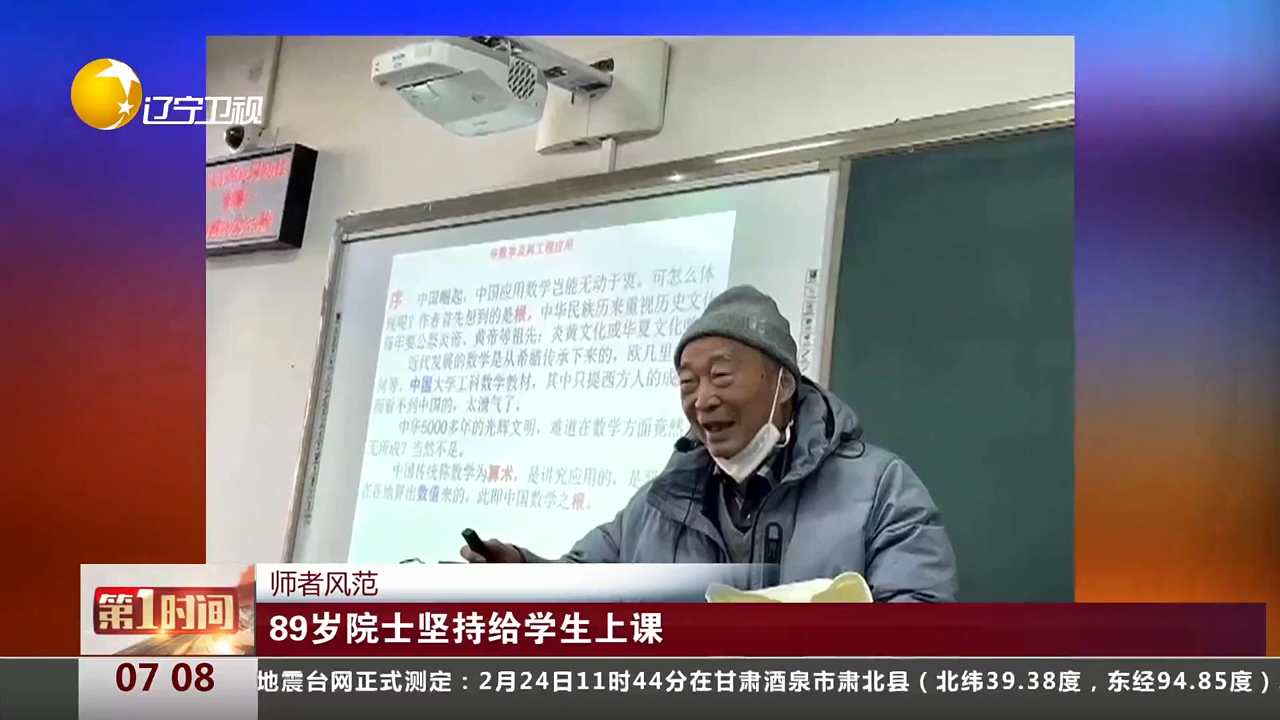 辽宁卫视
数学及其工程应用
序 中国崛起，中国应用数学岂能无动于衷。可怎么体
现呢？作者首先想到的是根，中华民族历来重视历史文化
每年要公祭炎帝、黄帝等祖先；炎黄文化或华夏文化
近代发展的数学是从希腊传承下来的，欧几里
何等。中国大学工科数学教材，其中只提西方人的成
而看不到中国的，太泄气了。
中华5000多年的光辉文明，难道在数学方面竟然
无所成？当然不是。
中国传统称数学为算术，是讲究应用的，是
在在地算出数值来的。此即中国数学之根。
师者风范
第1时间
89岁院士坚持给学生上课
07 08
地震台网正式测定：2月24日11时44分在甘肃酒泉市肃北县（北纬39.38度，东经94.85度）